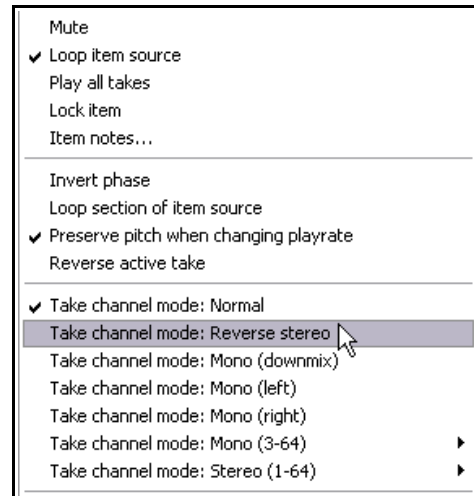 Mute
Loop item source
Play all takes
Lock item
Item notes...
Invert phase
Loop section of item source
Preserve pitch when changing playrate
Reverse active take
Take channel mode: Normal
Take channel mode: Reverse stereo
Take channel mode: Mono (downmix)
Take channel mode: Mono (left)
Take channel mode: Mono (right)
Take channel mode: Mono (3-64)
Take channel mode: Stereo (1-64)